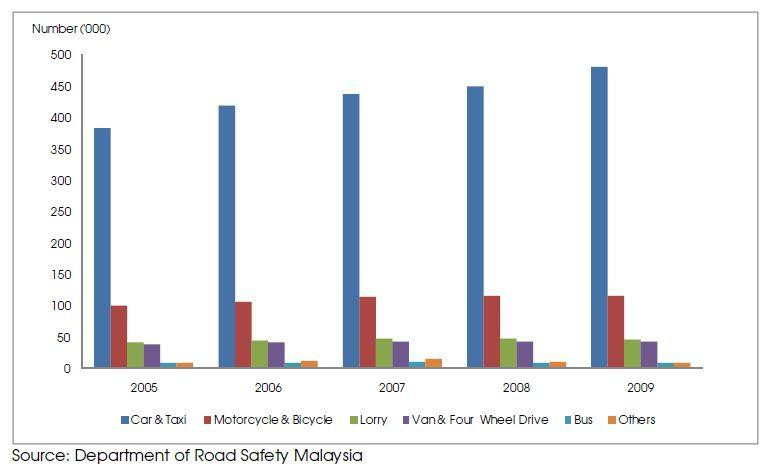 Number ('000)
500
450
400
350
300
250
200
150
100
50
0
2005 2006 2007 2008 2009
Car & Taxi Motorcycle & Bicycle Lorry Van & Four Wheel Drive Bus Others
Source: Department of Road Safety Malaysia